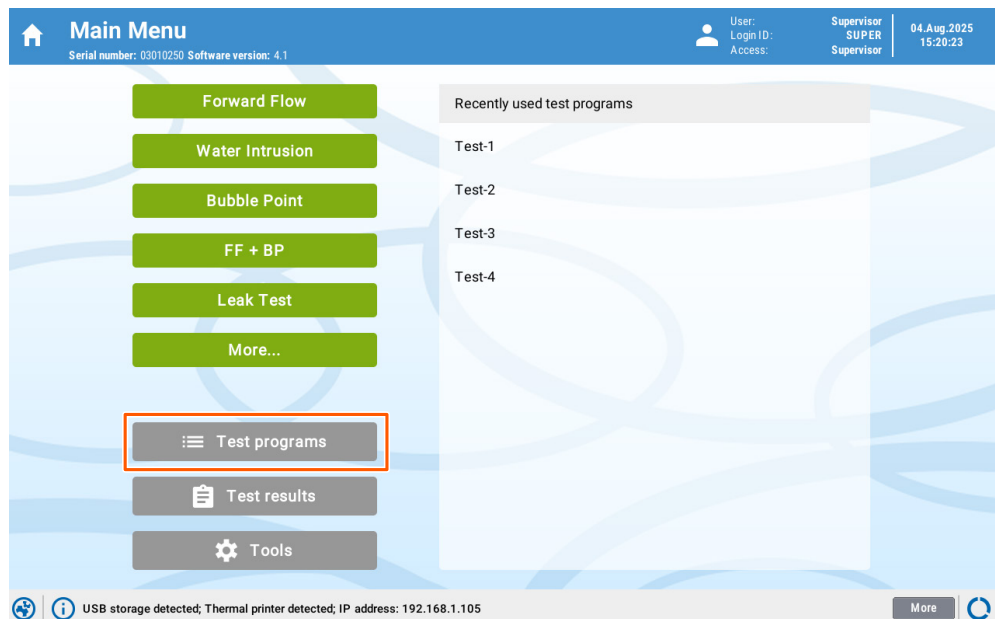 Main Menu
Serial number: 03010250 Software version: 4.1
User: Supervisor
Login ID: SUPER
Access: Supervisor
04.Aug.2025
15:20:23
Forward Flow
Water Intrusion
Bubble Point
FF + BP
Leak Test
More...
Test programs
Test results
Tools
Recently used test programs
Test-1
Test-2
Test-3
Test-4
USB storage detected; Thermal printer detected; IP address: 192.168.1.105
More